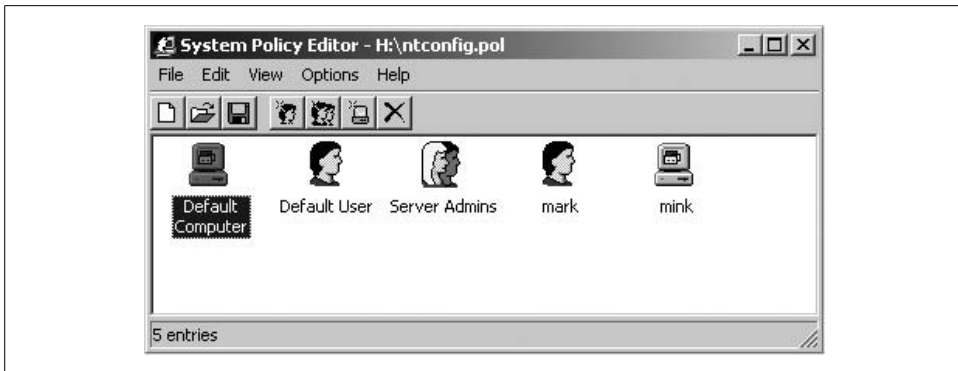 System Policy Editor - H:\ntconfig.pol
File Edit View Options Help
Default Computer
Default User
Server Admins
mark
mink
5 entries